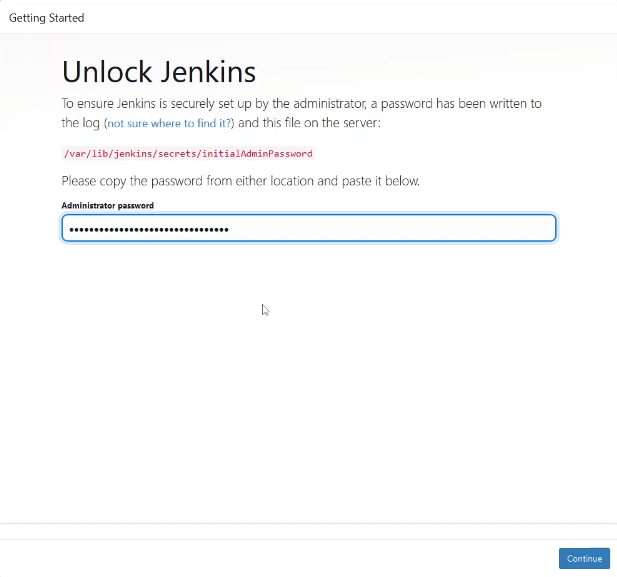 Getting Started
Unlock Jenkins
To ensure Jenkins is securely set up by the administrator, a password has been written to
the log (not sure where to find it?) and this file on the server:
/var/lib/jenkins/secrets/initialAdminPassword
Please copy the password from either location and paste it below.
Administrator password
••••••••••••••••••••••••••••••••
Continue